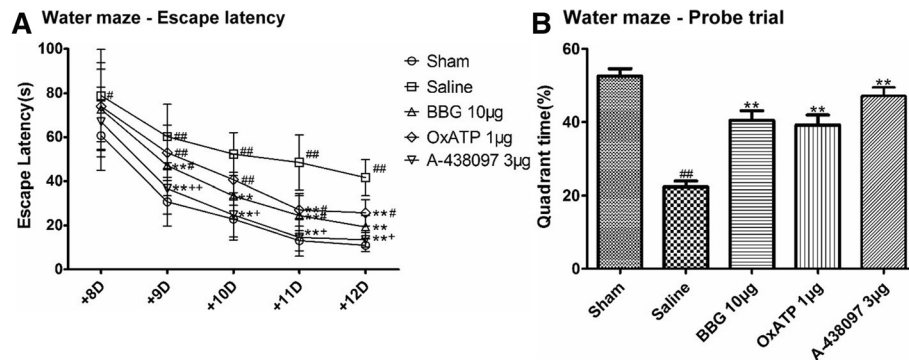 A Water maze - Escape latency
Escape Latency(s)
100
80
60
40
20
0
+8D
+9D
+10D
+11D
+12D
Sham
Saline
BBG 10μg
OxATP 1μg
A-438097 3μg
#
##
##
**#
**++
##
##
**
**+
##
**#
**#
**+
##
**#
**
**+
B Water maze - Probe trial
Quadrant time(%)
60
40
20
0
##
**
**
**
Sham
Saline
BBG 10μg
OxATP 1μg
A-438097 3μg